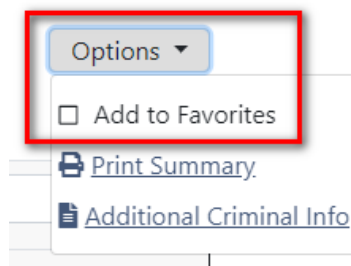 Options
Add to Favorites
Print Summary
Additional Criminal Info